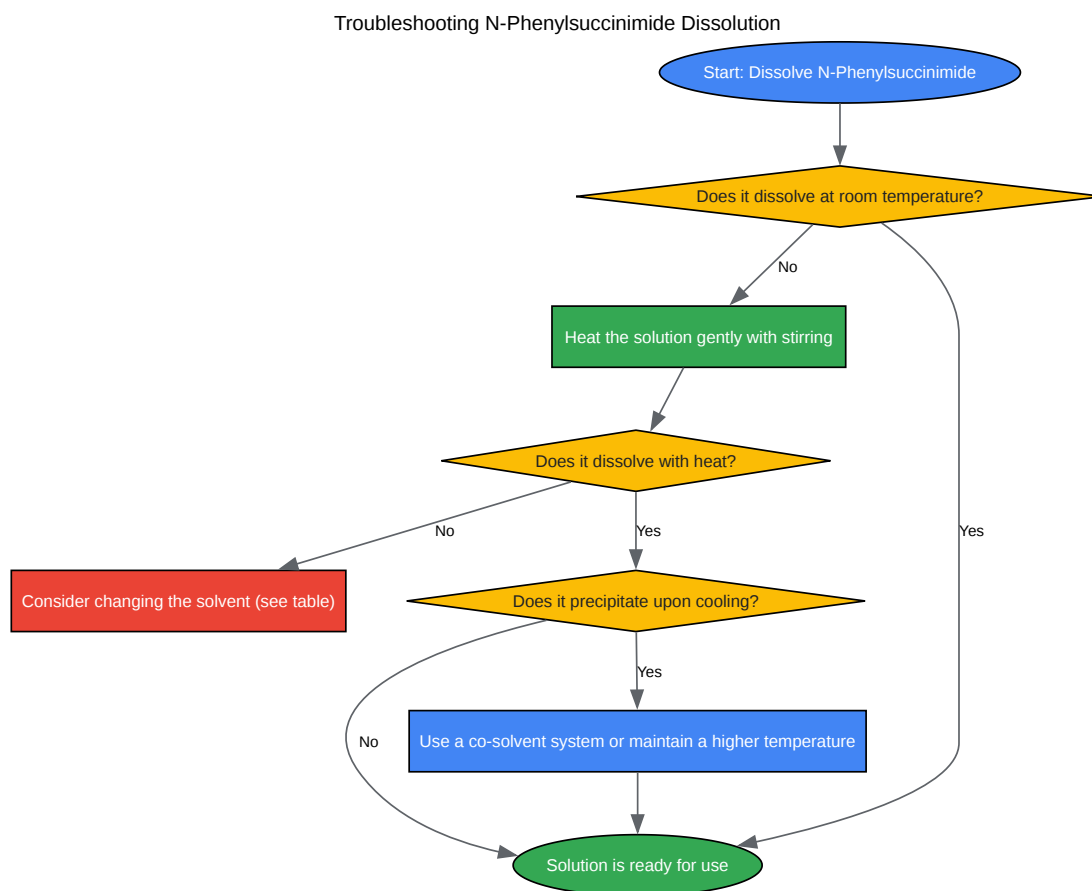 Troubleshooting N-Phenylsuccinimide Dissolution
Start: Dissolve N-Phenylsuccinimide
Does it dissolve at room temperature?
No
Heat the solution gently with stirring
Does it dissolve with heat?
No
Yes
Yes
Consider changing the solvent (see table)
Does it precipitate upon cooling?
Yes
No
Use a co-solvent system or maintain a higher temperature
Solution is ready for use